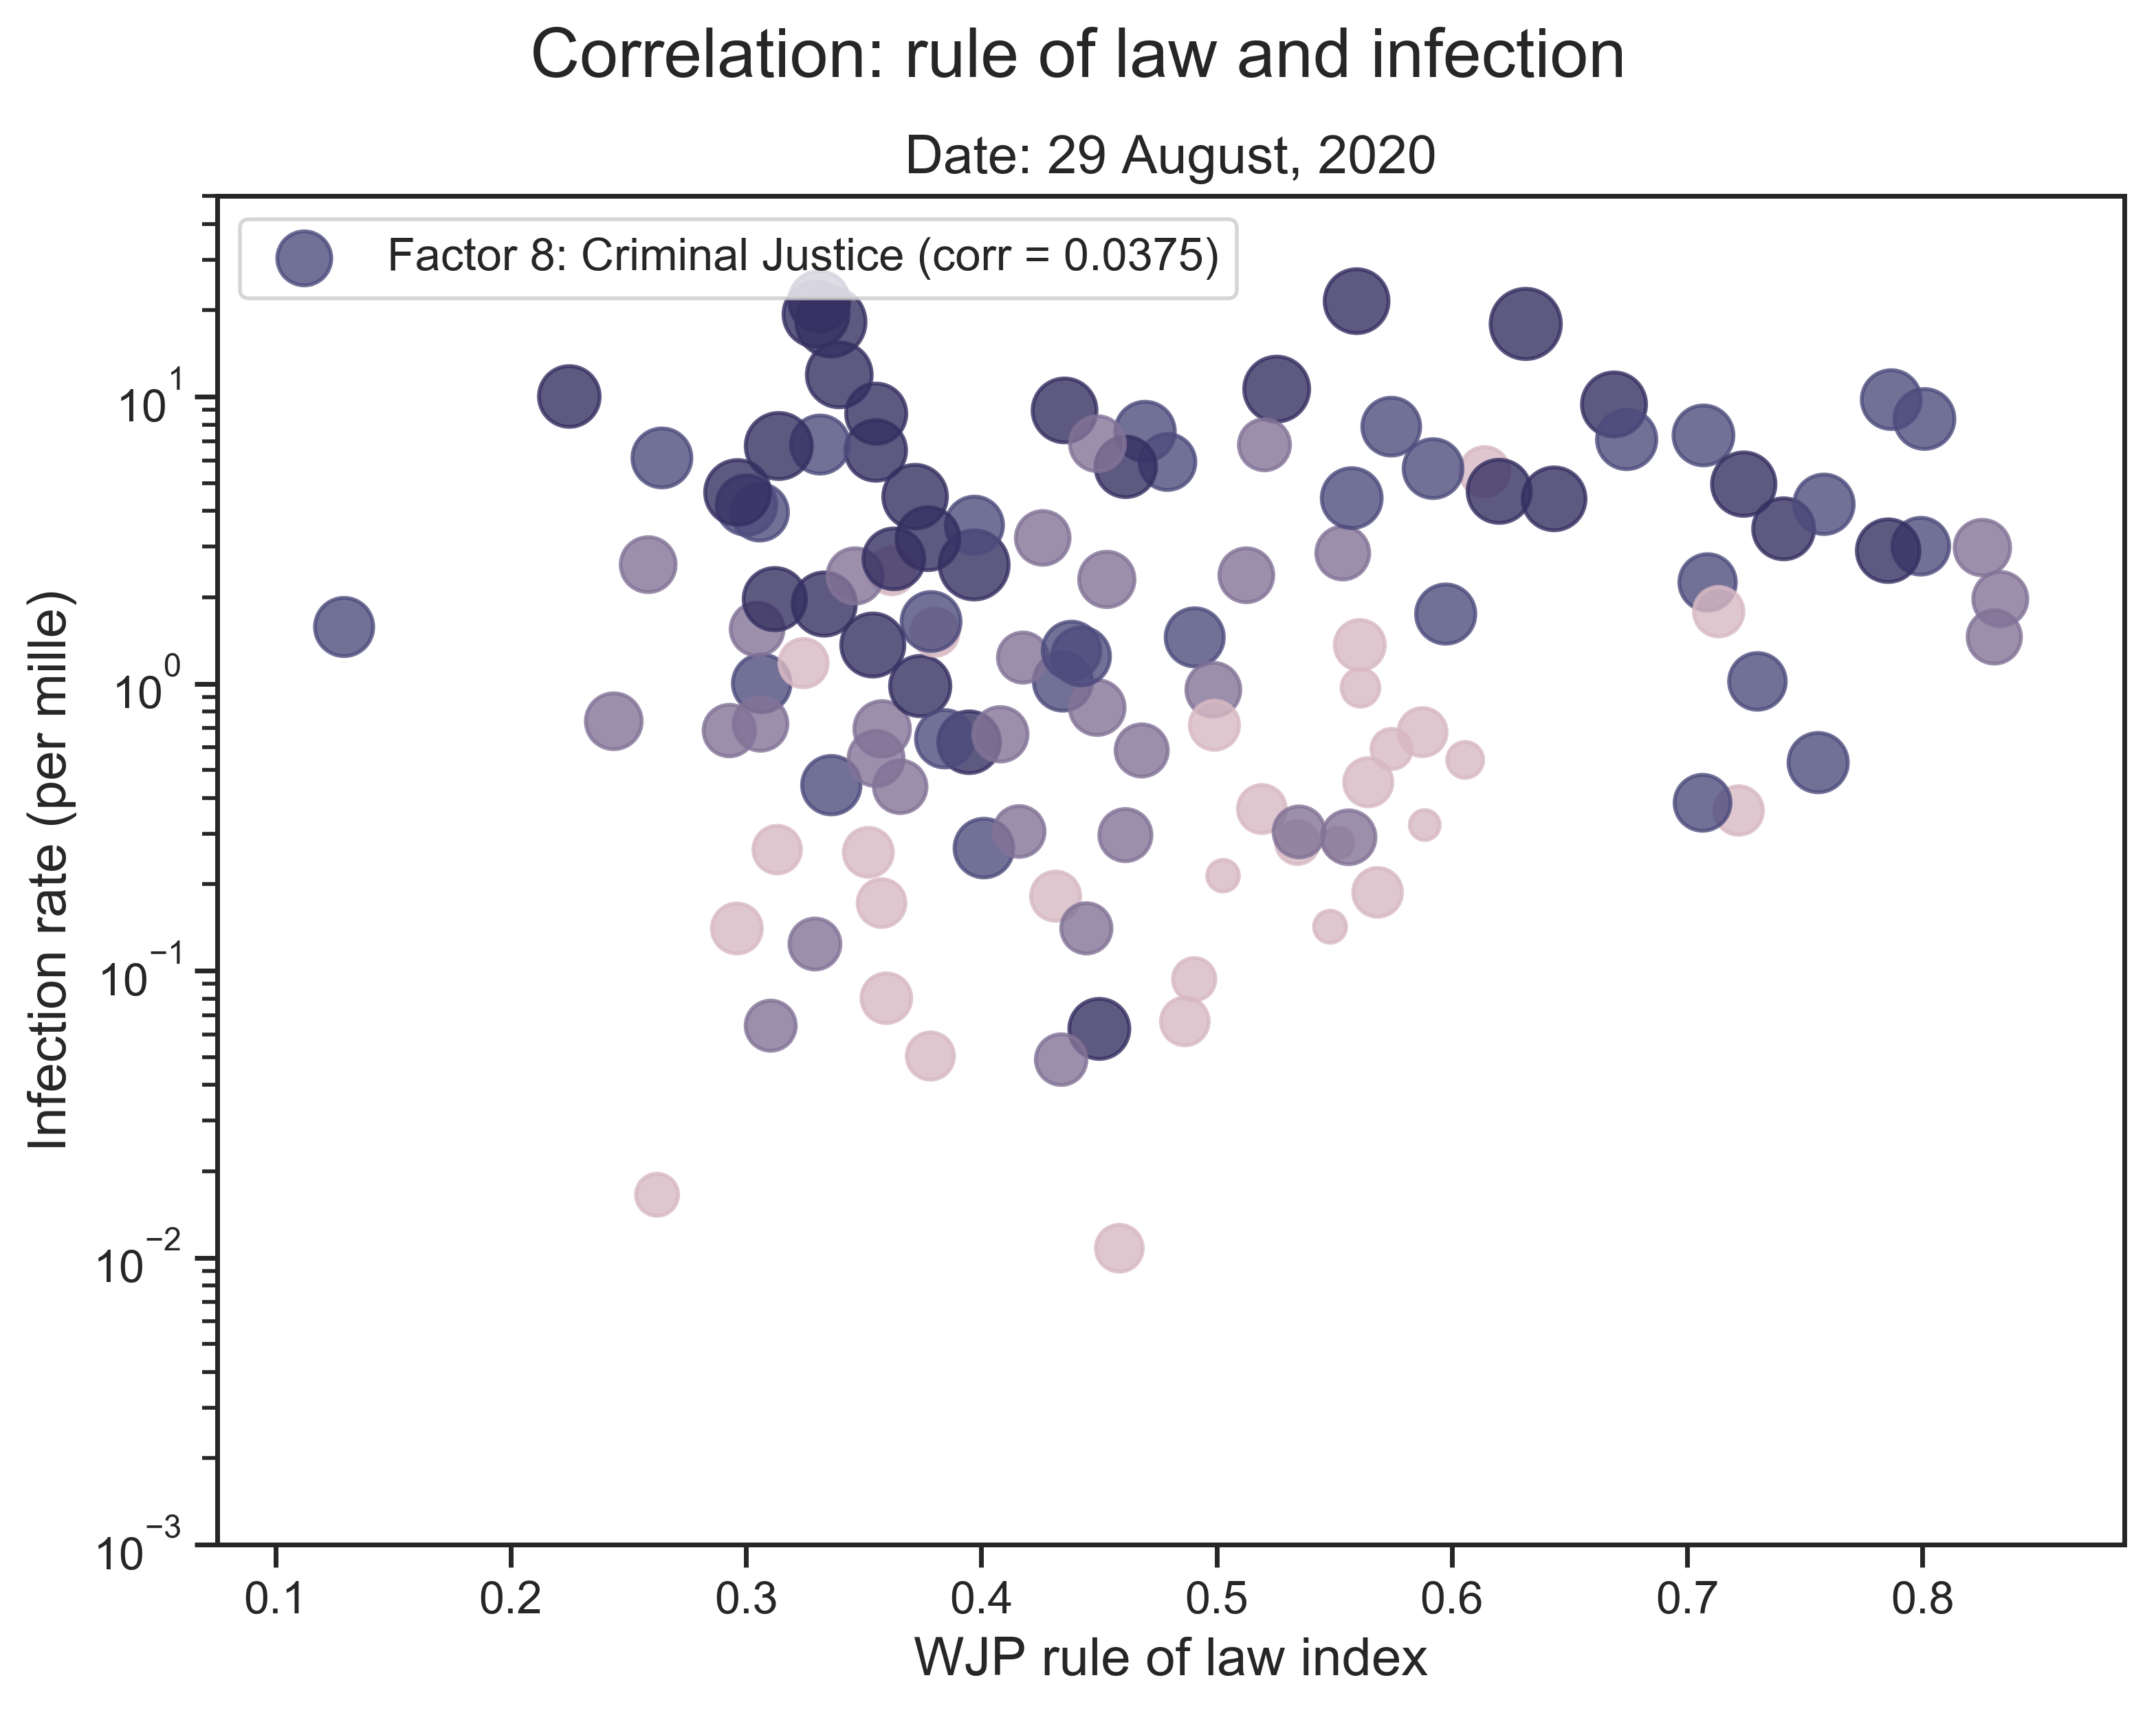 Correlation: rule of law and infection
Date: 29 August, 2020
Factor 8: Criminal Justice (corr = 0.0375)
Infection rate (per mille)
10^1
10^0
10^−1
10^−2
10^−3
0.1 0.2 0.3 0.4 0.5 0.6 0.7 0.8
WJP rule of law index